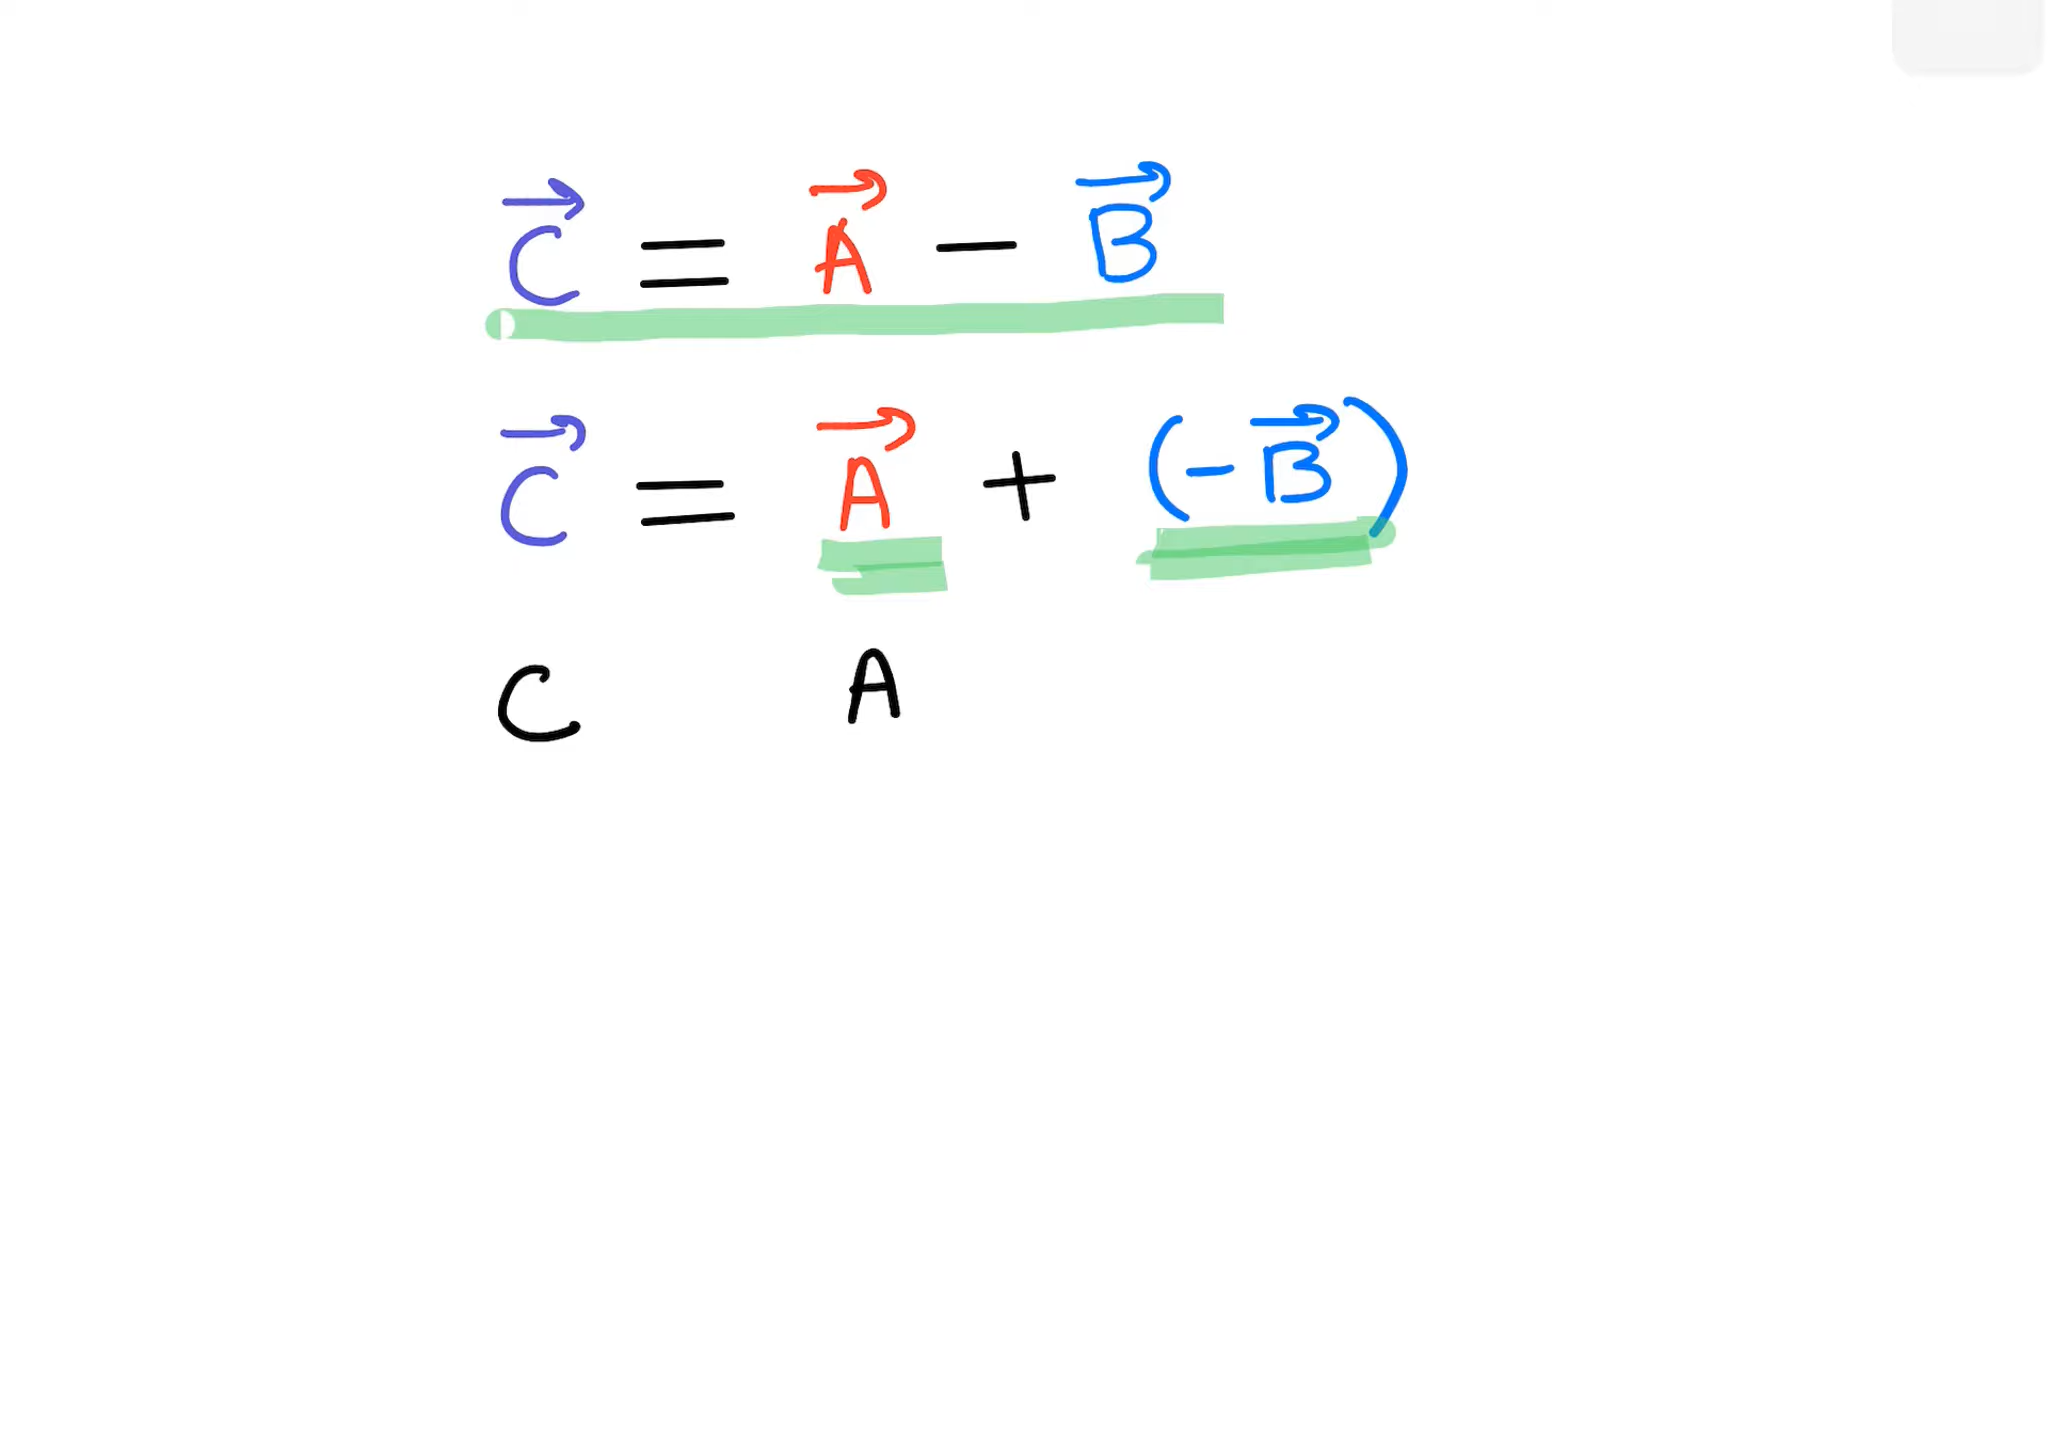 C⃗ = A⃗ − B⃗
C⃗ = A⃗ + (−B⃗)
C A